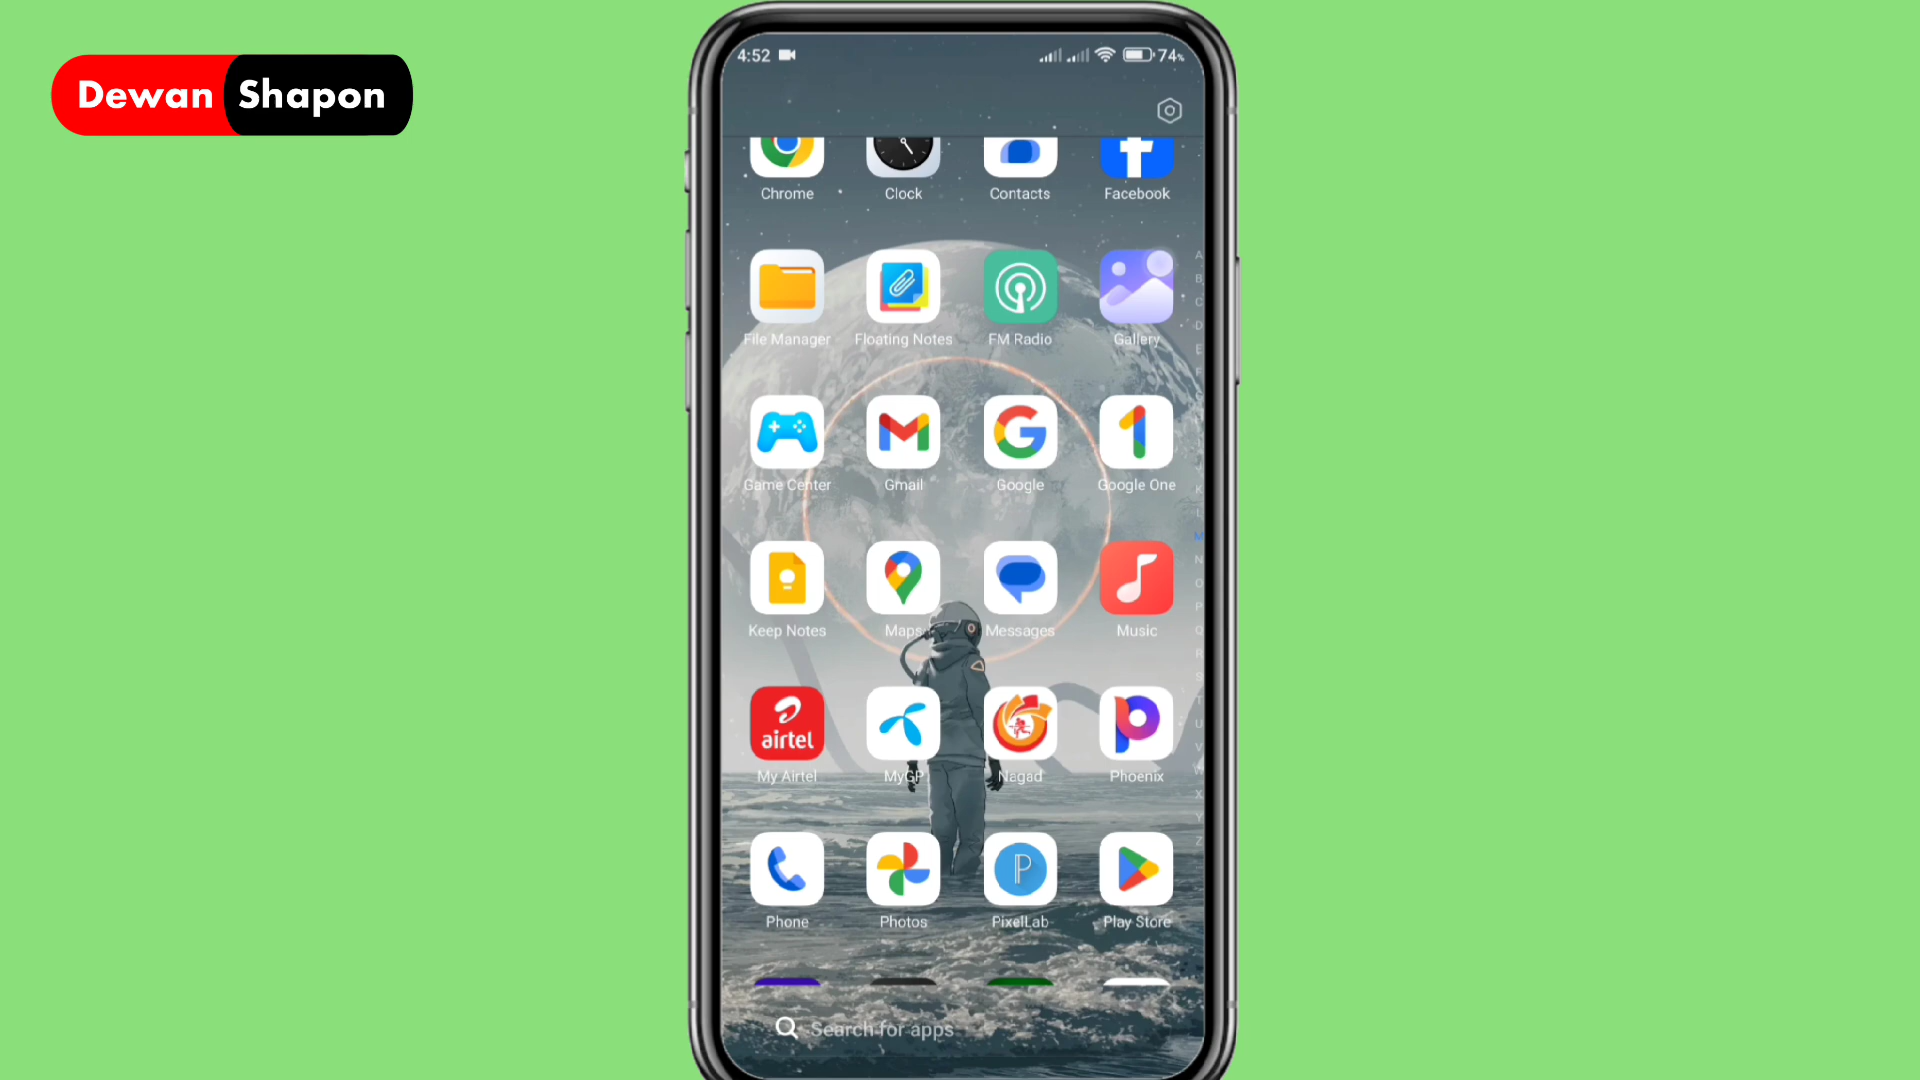 Dewan Shapon
4:52 74%
Chrome Clock Contacts Facebook
File Manager Floating Notes FM Radio Gallery
Game Center Gmail Google Google One
Keep Notes Maps Messages Music
airtel
My Airtel MyGP Nagad Phoenix
P
Phone Photos PixelLab Play Store
Search for apps